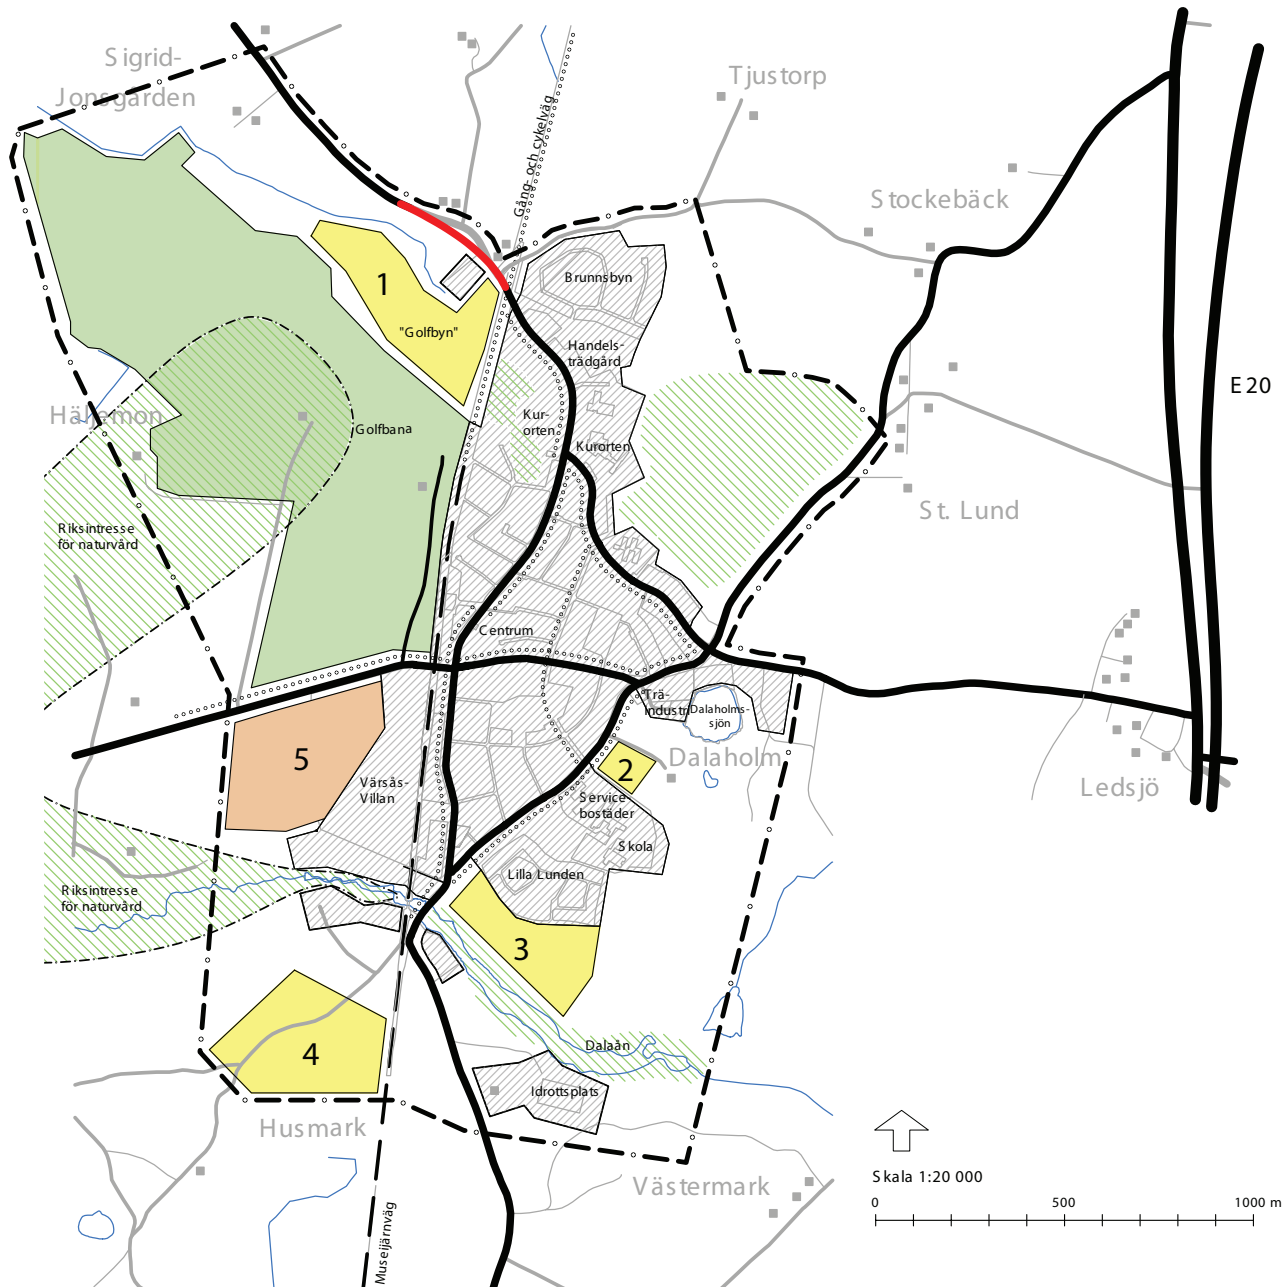 Sigrid-
Jonsgården
Tjustorp
Gång- och cykelväg
Stockebäck
1
"Golfbyn"
Brunnsbyn
Handels-
trädgård
E20
Hällemon
Golfbana
Kur-
orten
Kurorten
Riksintresse
för naturvård
St. Lund
Centrum
Trä-
industri
Dalaholms-
sjön
Dalaholm
5
2
Värsås-
Villan
Service-
bostäder
Skola
Ledsjö
Riksintresse
för naturvård
Lilla Lunden
3
4
Dalaån
Idrottsplats
Husmark
Västermark
Museijärnväg
Skala 1:20 000
0
500
1000 m